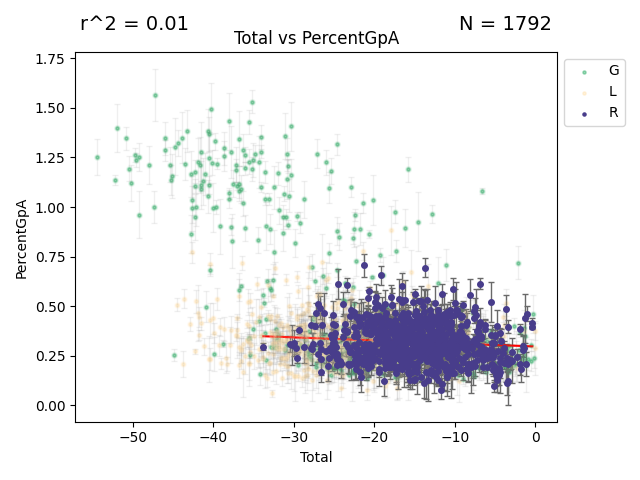 r^2 = 0.01 N = 1792
Total vs PercentGpA
1.75
1.50
1.25
1.00
0.75
0.50
0.25
0.00
PercentGpA
−50 −40 −30 −20 −10 0
Total
G
L
R